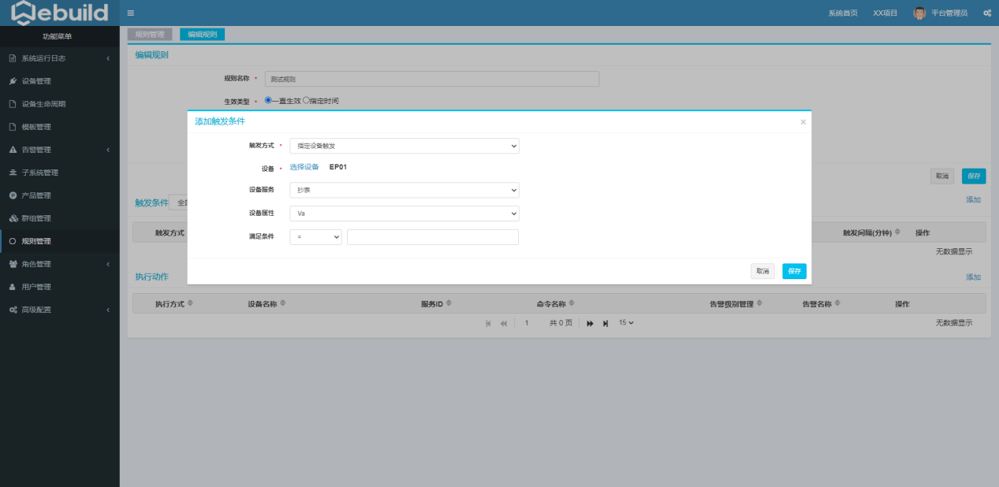 Webuild
系统首页 XX项目 平台管理员
功能菜单
系统运行日志
设备管理
设备生命周期
模板管理
告警管理
子系统管理
产品管理
群组管理
规则管理
角色管理
用户管理
高级配置
规则管理 编辑规则
编辑规则
规则名称 * 测试规则
生效类型 * 一直生效 指定时间
添加触发条件 ×
触发方式 * 指定设备触发
设备 * 选择设备 EP01
设备服务 抄表
设备属性 Va
满足条件 =
取消 保存
取消 保存
触发条件 全部 添加
触发方式 触发间隔(分钟) 操作
无数据显示
执行动作 添加
执行方式 设备名称 服务ID 命令名称 告警级别管理 告警名称 操作
1 共 0 页 15 无数据显示